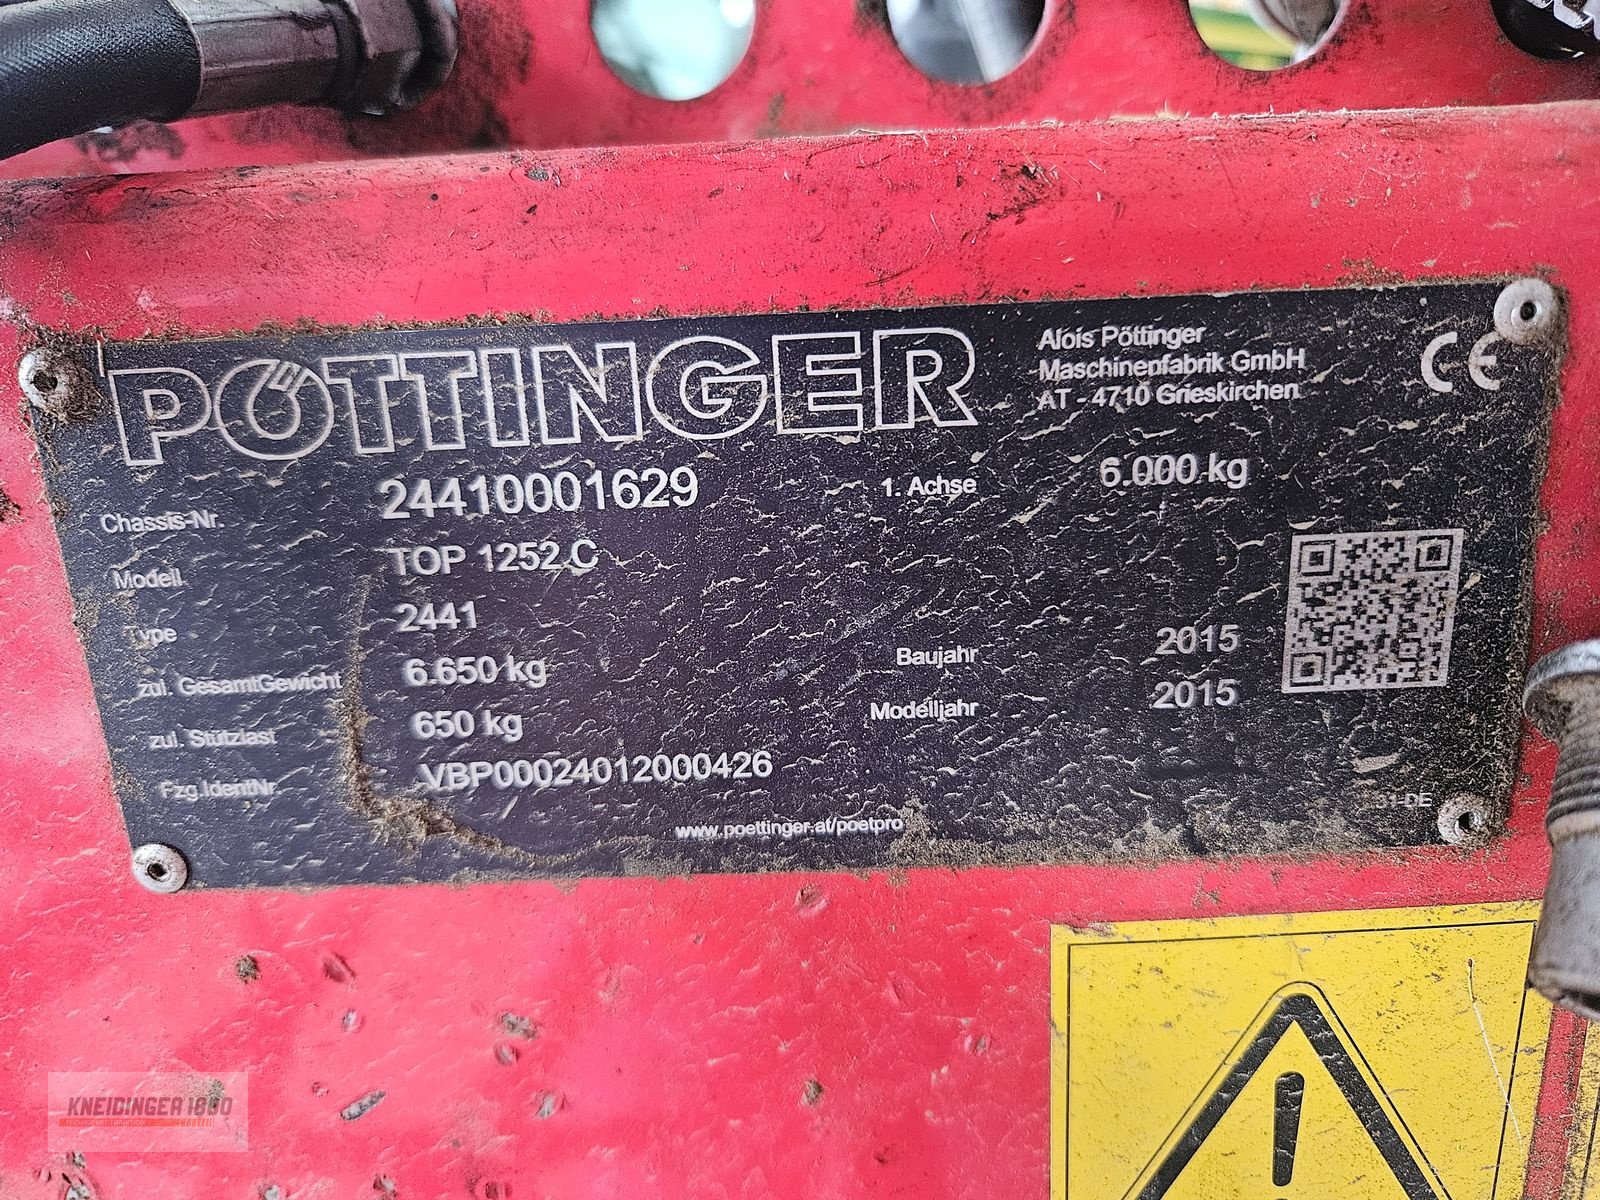 PÖTTINGER
Alois Pöttinger
Maschinenfabrik GmbH
AT - 4710 Grieskirchen
CE
Chassis-Nr. 24410001629
1. Achse 6.000 kg
Modell TOP 1252 C
Type 2441
zul. GesamtGewicht 6.650 kg
Baujahr 2015
zul. Stützlast 650 kg
Modelljahr 2015
Fzg.IdentNr. VBP00024012000426
www.poettinger.at/poetpro
KNEIDINGER 1850